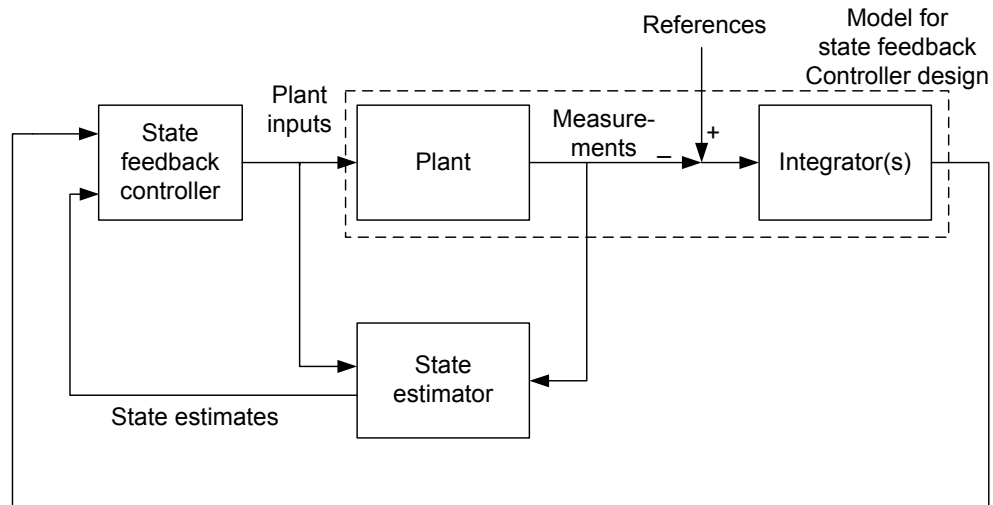 References
Model for
state feedback
Controller design
Plant
inputs
State
feedback
controller
Plant
Measure-
ments
–
+
Integrator(s)
State
estimator
State estimates